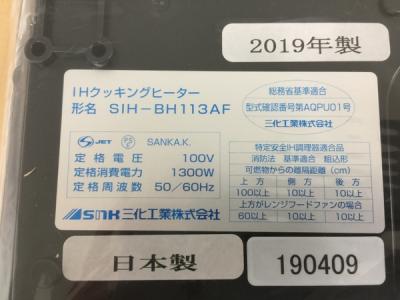 2019年製
IHクッキングヒーター
形名 SIH-BH113AF
JET PSE SANKA.K.
定格電圧 100V
定格消費電力 1300W
定格周波数 50/60Hz
SANK 三化工業株式会社
総務省基準適合
型式確認番号第AQPU01号
三化工業株式会社
特定安全IH調理器適合品
消防法 基準適合 組込形
可燃物からの離隔距離(cm)
上方 側方 後方
100以上 10以上 10以上
上方がレンジフードファンの場合
60以上 10以上 10以上
日本製
190409